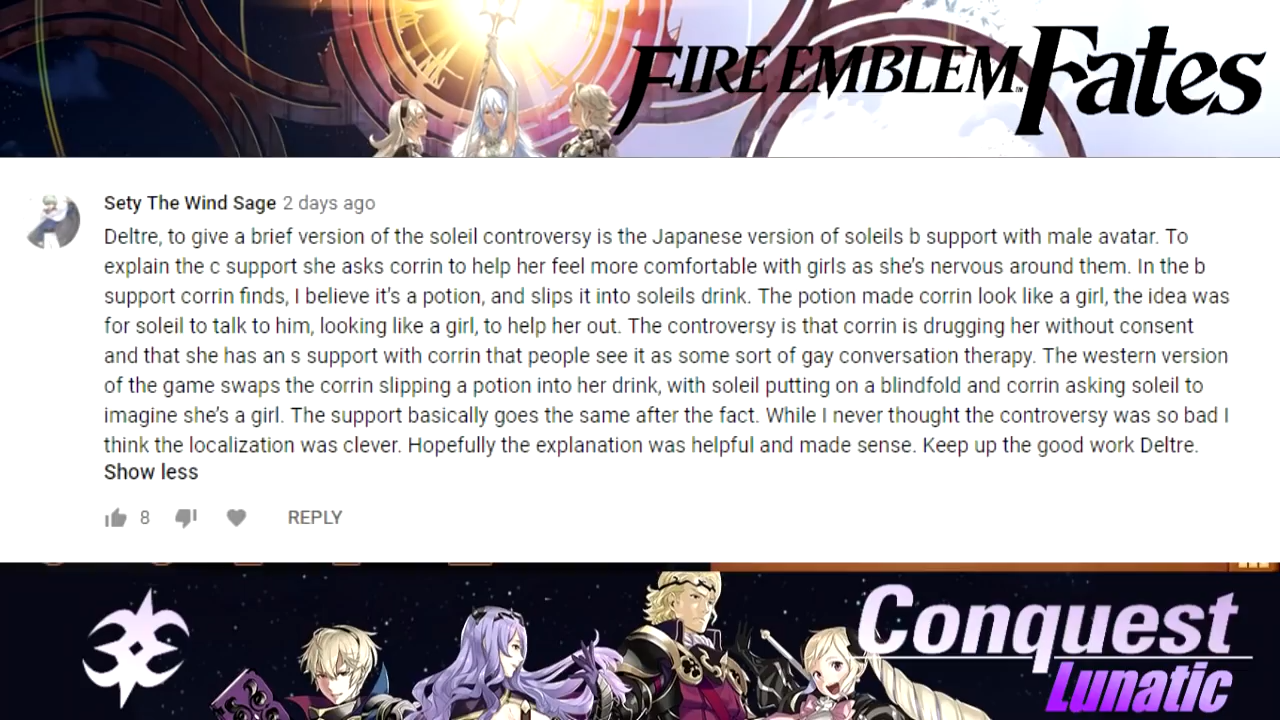 FIRE EMBLEM Fates
Sety The Wind Sage 2 days ago
Deltre, to give a brief version of the soleil controversy is the Japanese version of soleils b support with male avatar. To
explain the c support she asks corrin to help her feel more comfortable with girls as she's nervous around them. In the b
support corrin finds, I believe it's a potion, and slips it into soleils drink. The potion made corrin look like a girl, the idea was
for soleil to talk to him, looking like a girl, to help her out. The controversy is that corrin is drugging her without consent
and that she has an s support with corrin that people see it as some sort of gay conversation therapy. The western version
of the game swaps the corrin slipping a potion into her drink, with soleil putting on a blindfold and corrin asking soleil to
imagine she's a girl. The support basically goes the same after the fact. While I never thought the controversy was so bad I
think the localization was clever. Hopefully the explanation was helpful and made sense. Keep up the good work Deltre.
Show less
8 REPLY
Conquest
Lunatic